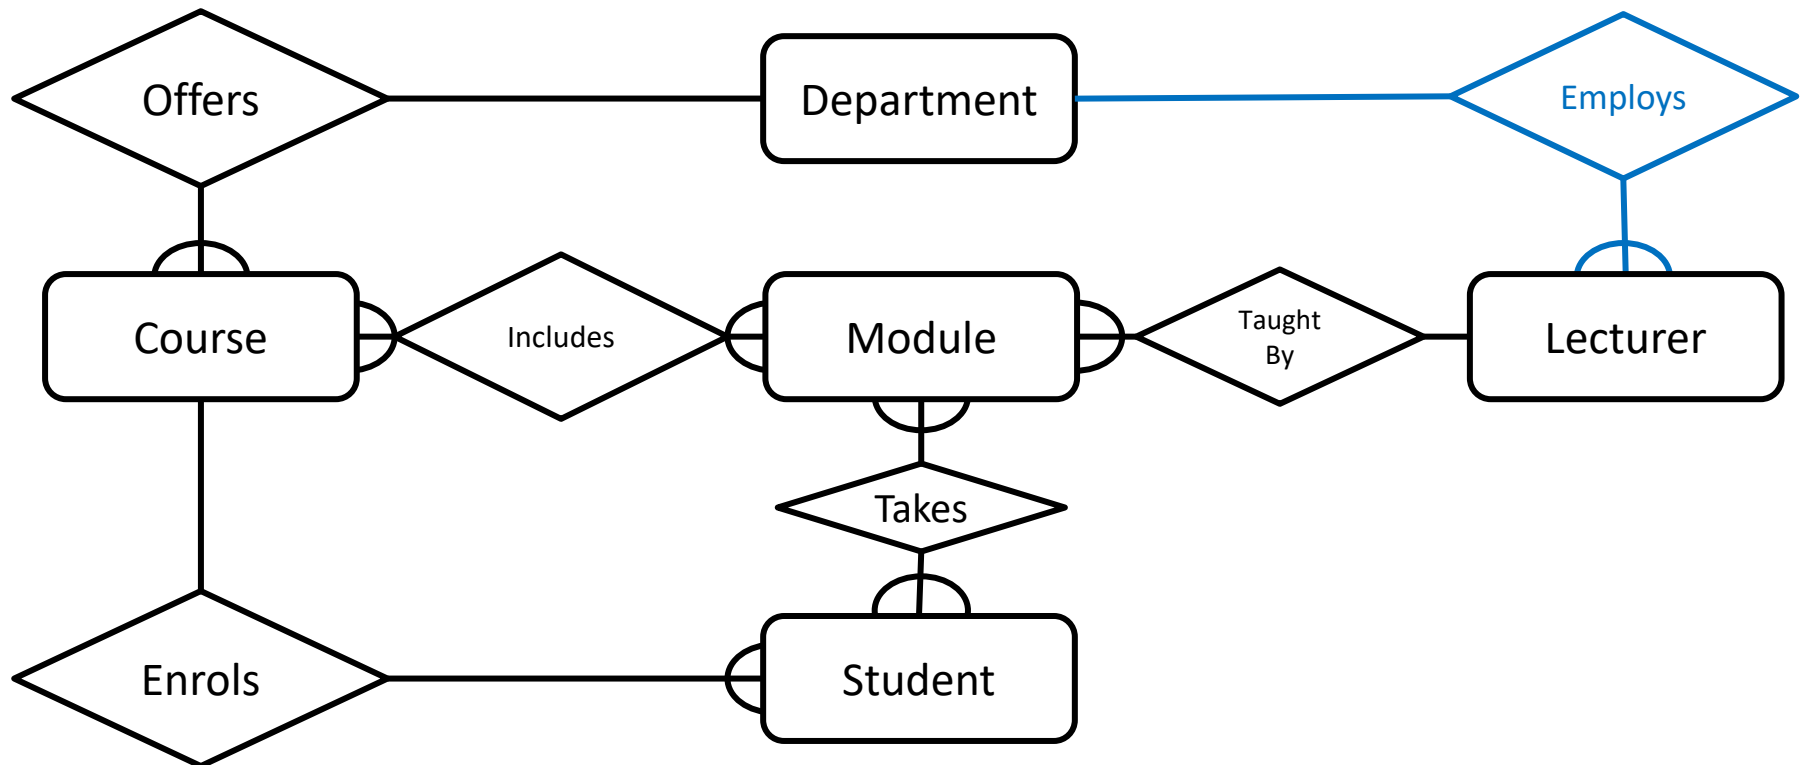 Offers
Department
Employs
Course
Includes
Module
Taught
By
Lecturer
Takes
Enrols
Student